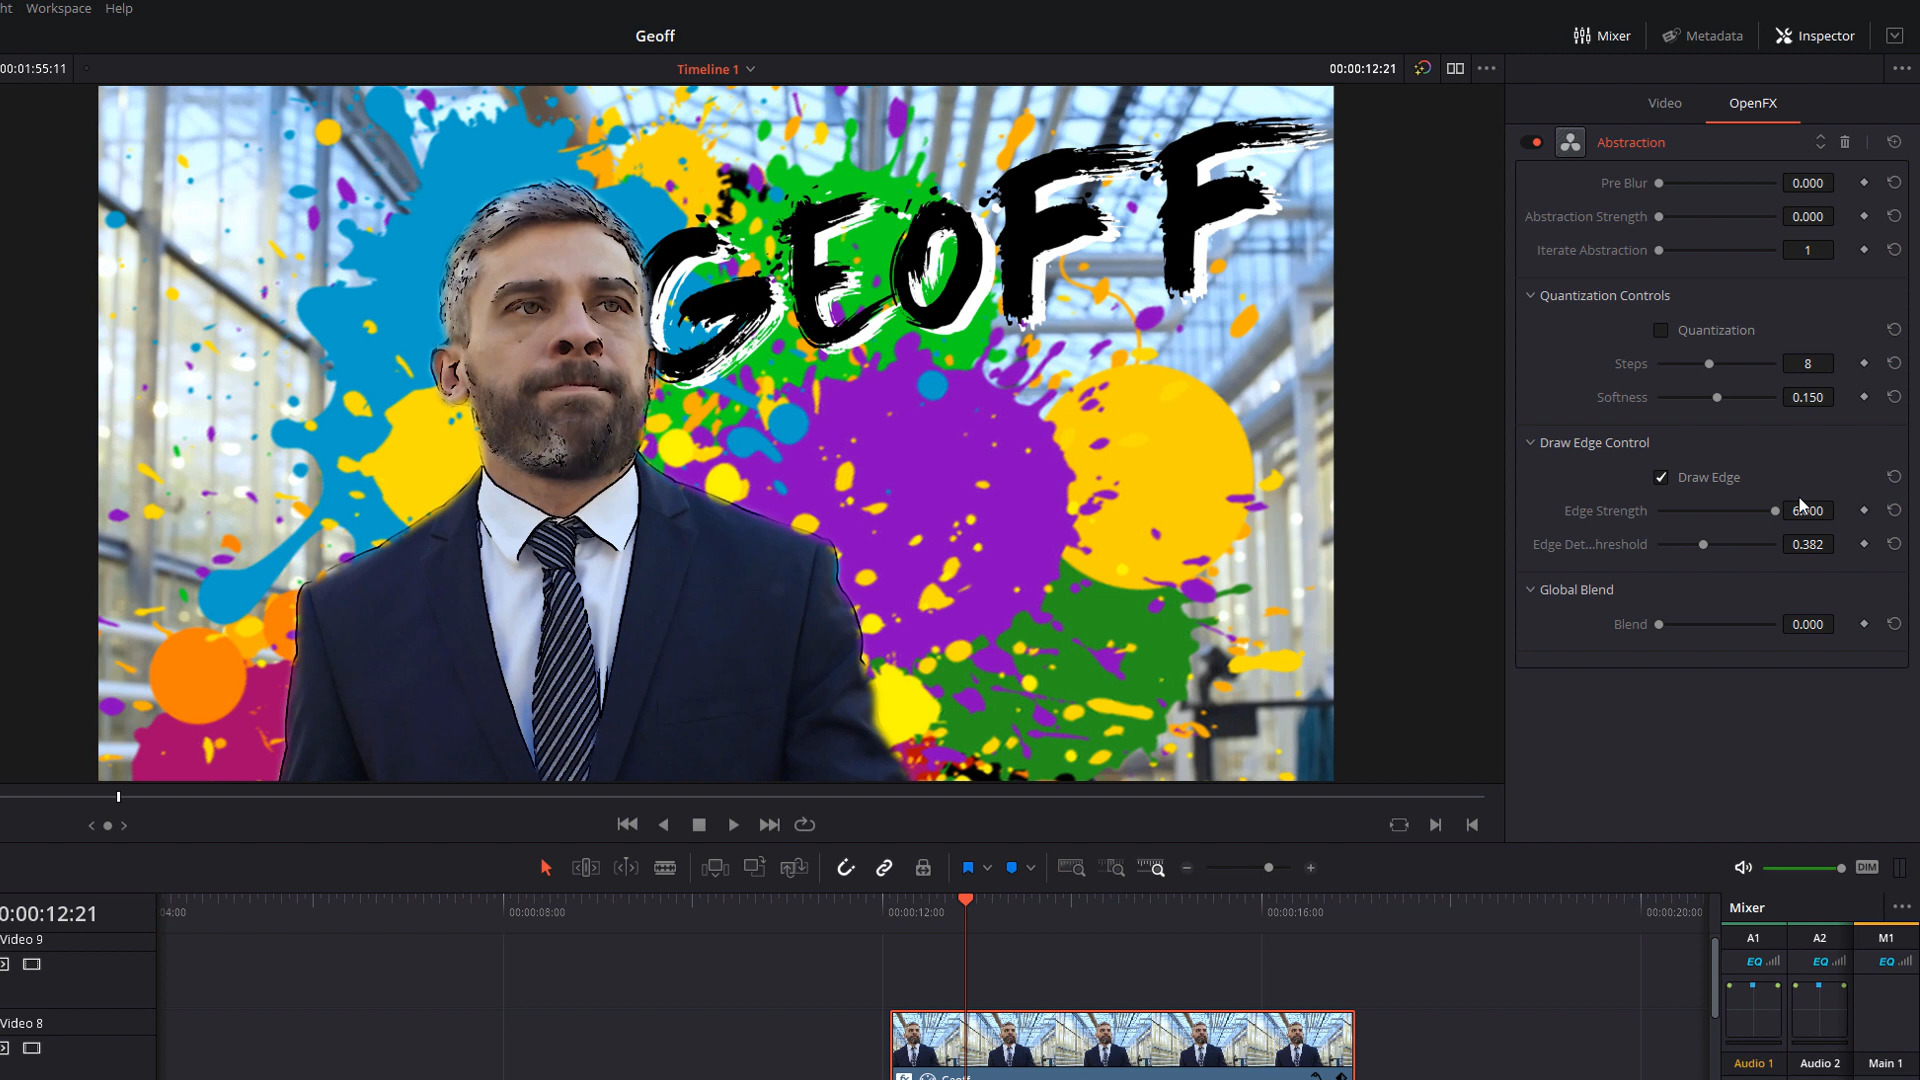 ht Workspace Help
Geoff
Mixer Metadata Inspector
00:00:01:55:11 Timeline 1 00:00:12:21
Video OpenFX
Abstraction
Pre Blur 0.000
Abstraction Strength 0.000
Iterate Abstraction 1
Quantization Controls
Quantization
Steps 8
Softness 0.150
Draw Edge Control
Draw Edge
Edge Strength
Edge Det...hreshold 0.382
Global Blend
Blend 0.000
GEOFF
DIM
0:00:12:21
04:00 00:00:08:00 00:00:12:00 00:00:16:00 00:00:20:00
Mixer
Video 9
A1 A2 M1
EQ EQ EQ
Video 8
Audio 1 Audio 2 Main 1